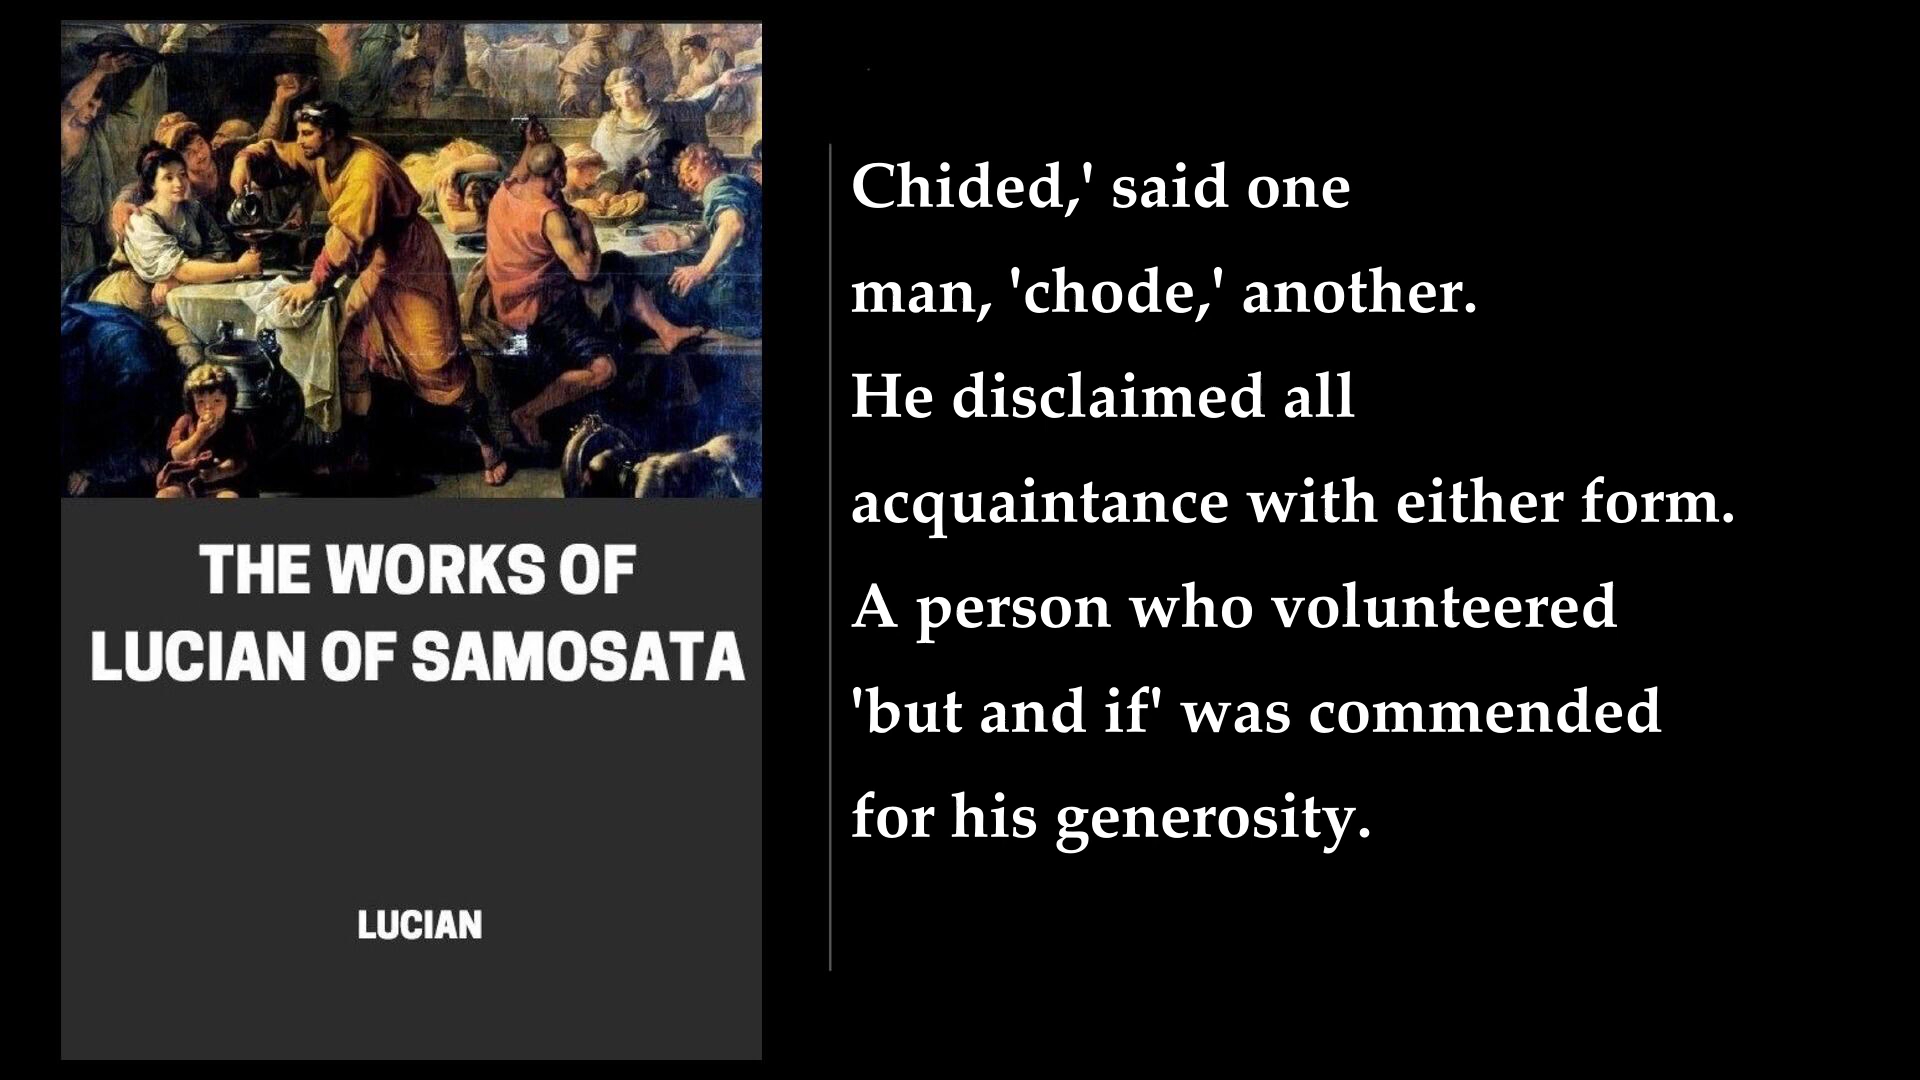 THE WORKS OF
LUCIAN OF SAMOSATA
LUCIAN
Chided,' said one
man, 'chode,' another.
He disclaimed all
acquaintance with either form.
A person who volunteered
'but and if' was commended
for his generosity.